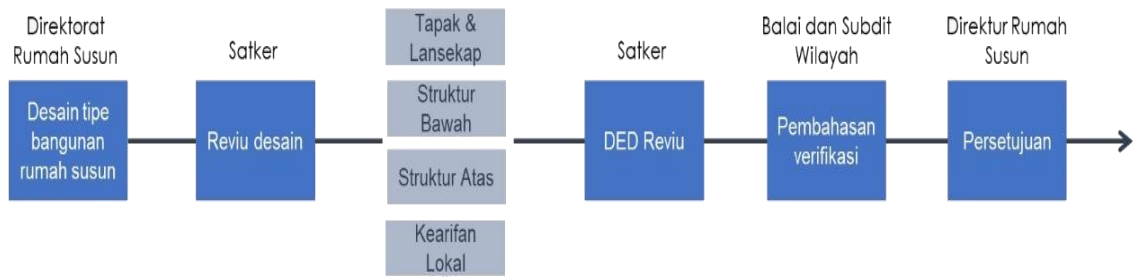 Direktorat
Rumah Susun
Desain tipe
bangunan
rumah susun
Satker
Reviu desain
Tapak &
Lansekap
Struktur
Bawah
Struktur Atas
Kearifan
Lokal
Satker
DED Reviu
Balai dan Subdit
Wilayah
Pembahasan
verifikasi
Direktur Rumah
Susun
Persetujuan